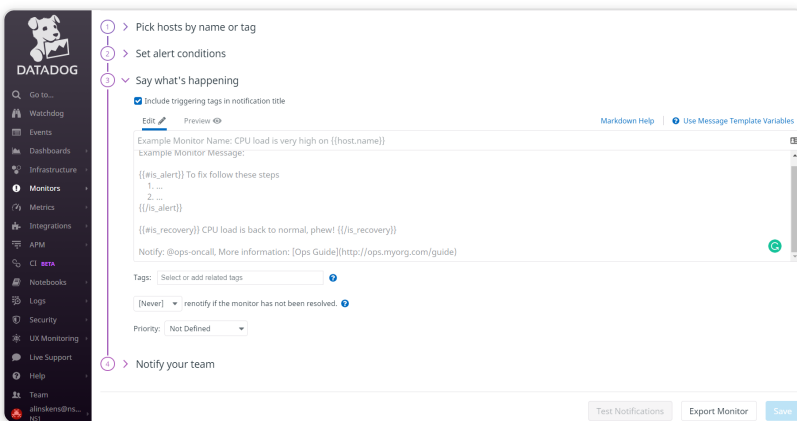 DATADOG
Go to...
Watchdog
Events
Dashboards
Infrastructure
Monitors
Metrics
Integrations
APM
CI BETA
Notebooks
Logs
Security
UX Monitoring
Live Support
Help
Team
alinskens@ns...
NS1
1 > Pick hosts by name or tag
2 > Set alert conditions
3 Say what's happening
Include triggering tags in notification title
Edit Preview Markdown Help Use Message Template Variables
Example Monitor Name: CPU load is very high on {{host.name}}
Example Monitor Message:
{{#is_alert}} To fix follow these steps
1. ...
2. ...
{{/is_alert}}
{{#is_recovery}} CPU load is back to normal, phew! {{/is_recovery}}
Notify: @ops-oncall, More information: [Ops Guide](http://ops.myorg.com/guide)
Tags: Select or add related tags
[Never] renotify if the monitor has not been resolved.
Priority: Not Defined
4 > Notify your team
Test Notifications Export Monitor Save